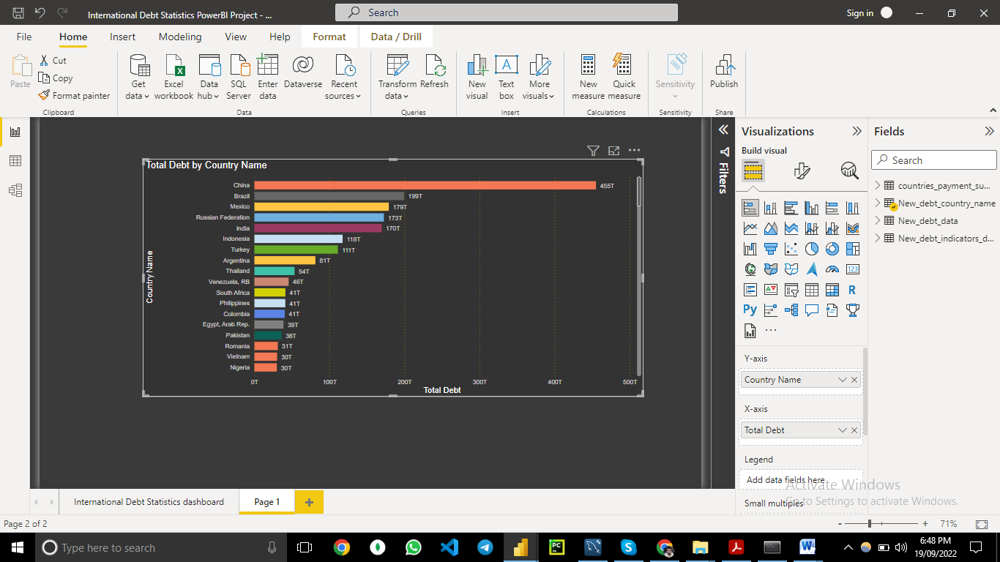 International Debt Statistics PowerBI Project - ...
Search
Sign in
File Home Insert Modeling View Help Format Data / Drill
Paste
Cut
Copy
Format painter
Clipboard
Get data
Excel workbook
Data hub
SQL Server
Enter data
Dataverse
Recent sources
Data
Transform data
Refresh
Queries
New visual
Text box
More visuals
Insert
New measure
Quick measure
Calculations
Sensitivity
Sensitivity
Publish
Share
Total Debt by Country Name
Country Name
China 455T
Brazil 199T
Mexico 179T
Russian Federation 173T
India 170T
Indonesia 118T
Turkey 111T
Argentina 81T
Thailand 54T
Venezuela, RB 46T
South Africa 41T
Philippines 41T
Colombia 41T
Egypt, Arab Rep. 39T
Pakistan 36T
Romania 31T
Vietnam 30T
Nigeria 30T
0T 100T 200T 300T 400T 500T
Total Debt
Filters
Visualizations
Build visual
123
R
Py
Y-axis
Country Name
X-axis
Total Debt
Legend
Add data fields here
Small multiples
Fields
Search
countries_payment_su...
New_debt_country_name
New_debt_data
New_debt_indicators_d...
Activate Windows
Go to Settings to activate Windows.
International Debt Statistics dashboard
Page 1
Page 2 of 2
71%
Type here to search
PC
6:48 PM
19/09/2022